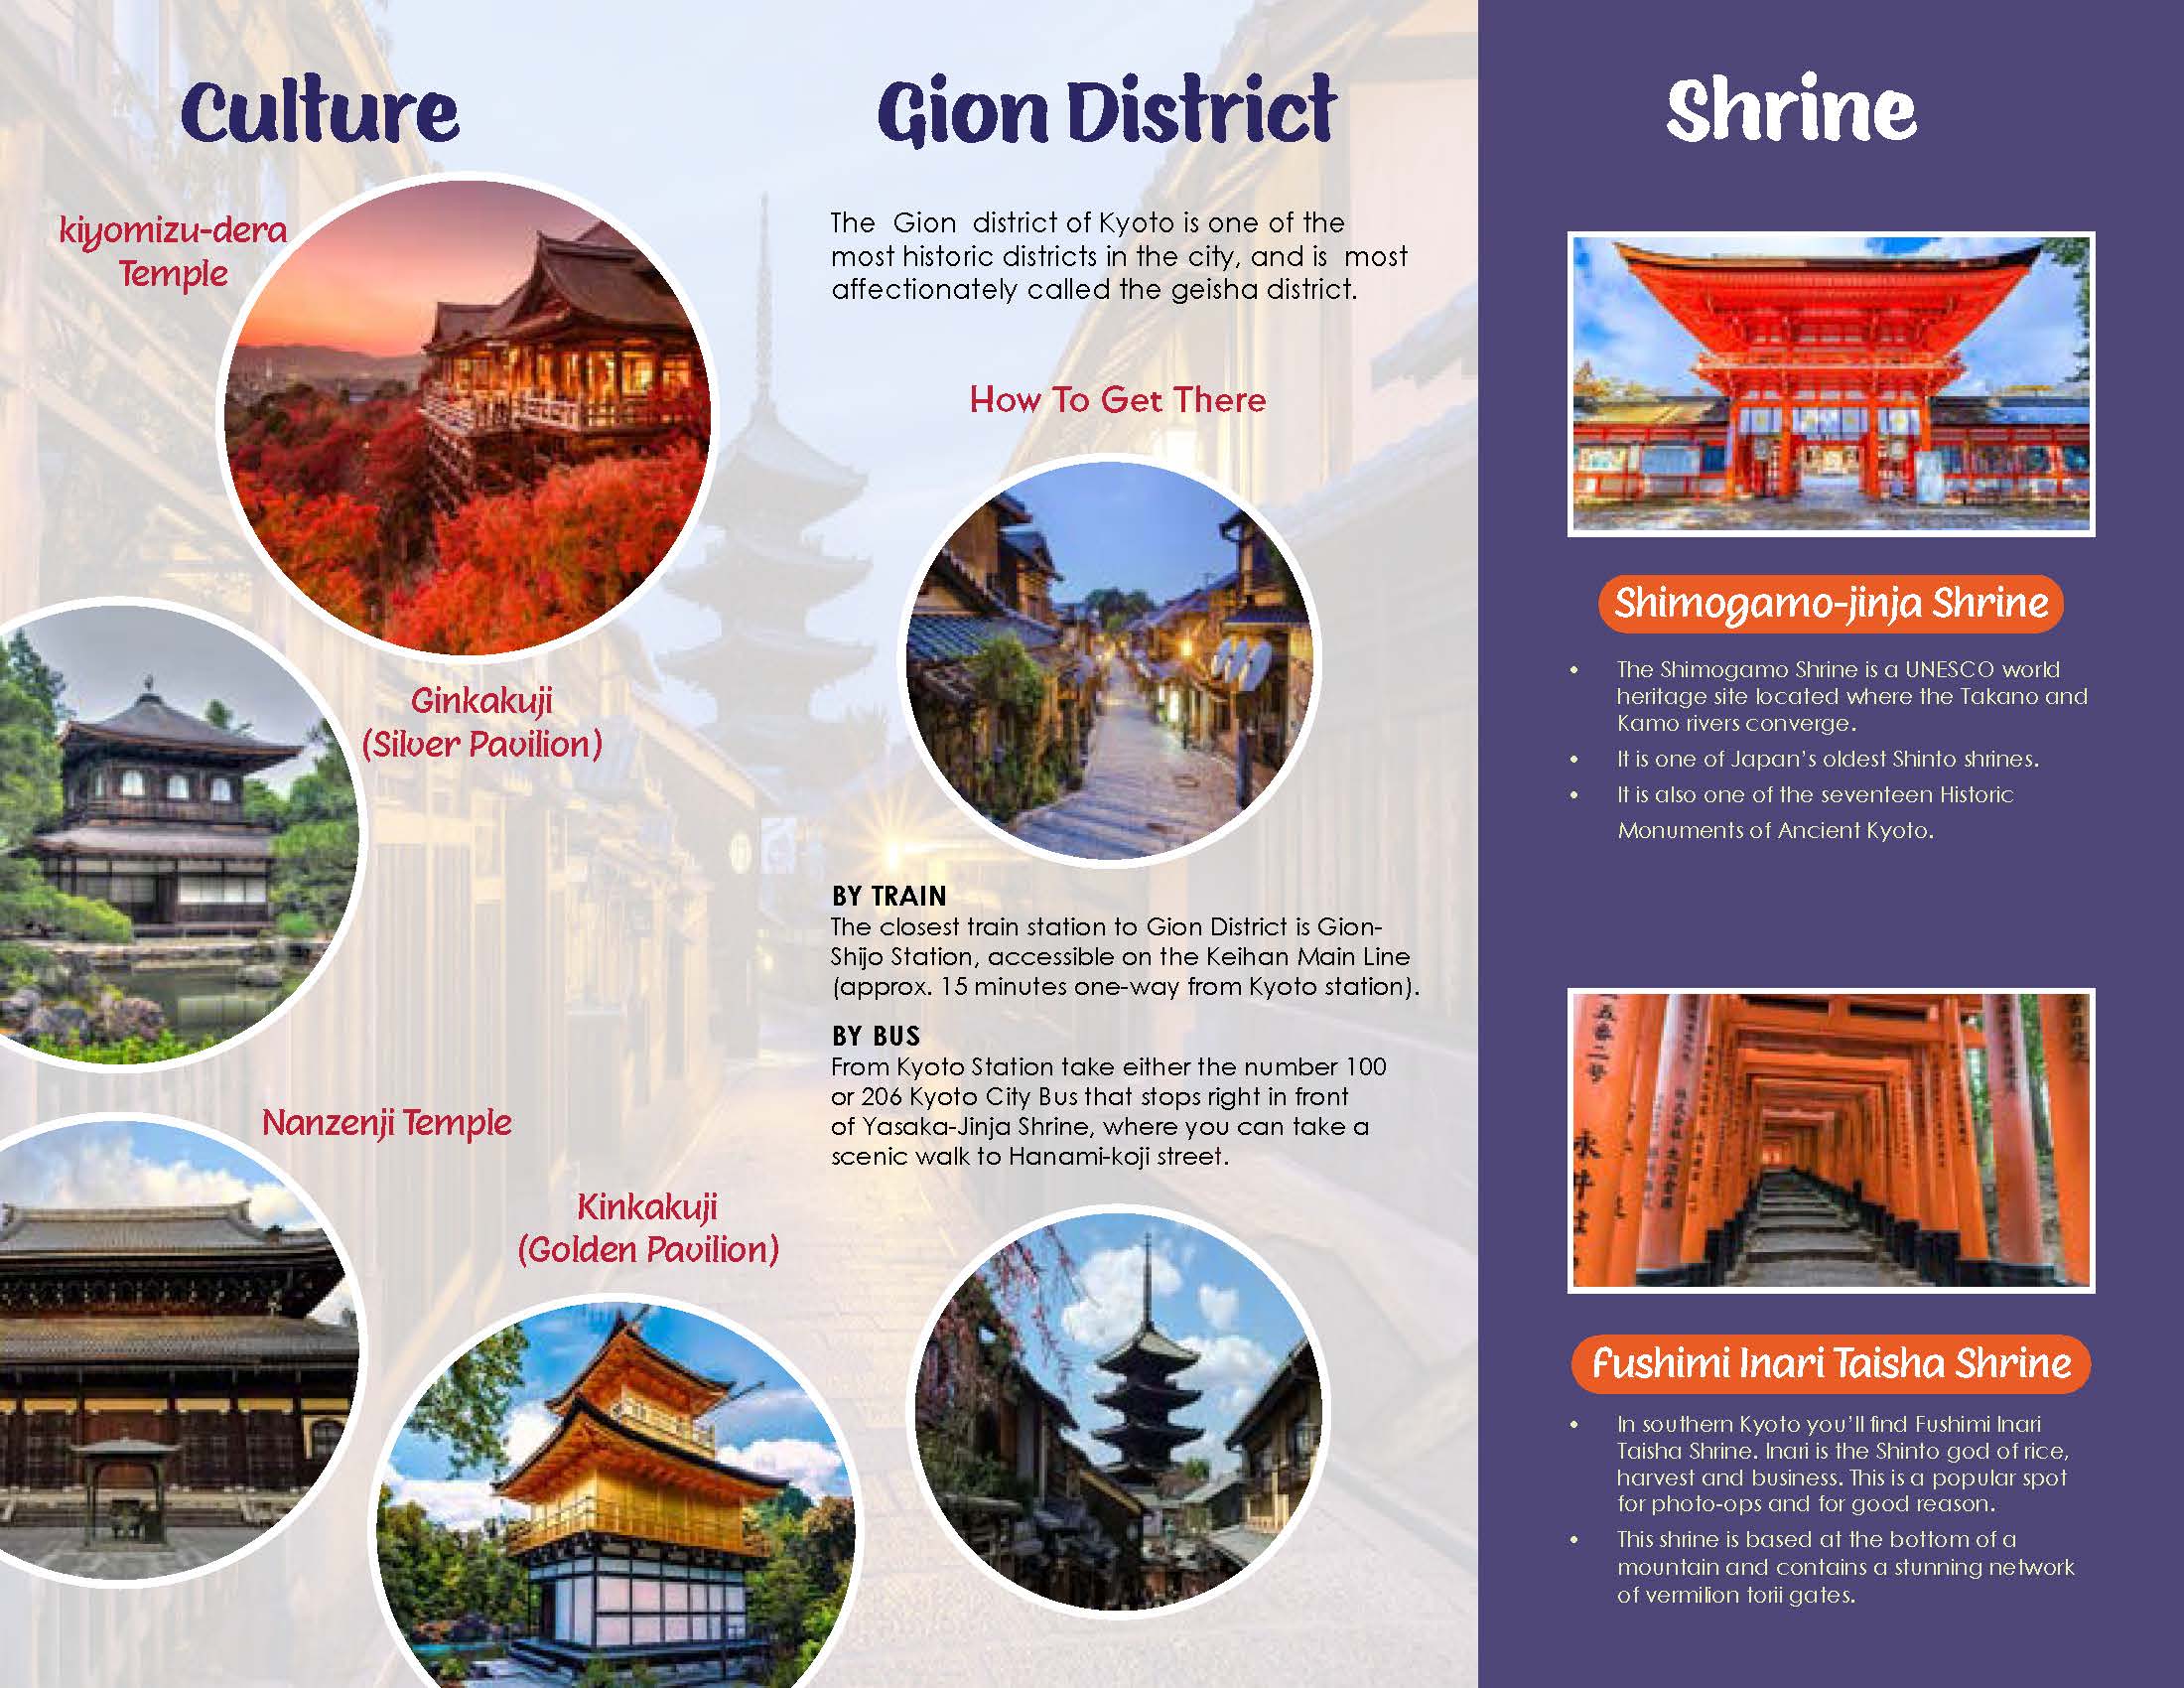 Culture
kiyomizu-dera
Temple
Ginkakuji
(Silver Pavilion)
Nanzenji Temple
Kinkakuji
(Golden Pavilion)
Gion District
The Gion district of Kyoto is one of the
most historic districts in the city, and is most
affectionately called the geisha district.
How To Get There
BY TRAIN
The closest train station to Gion District is Gion-
Shijo Station, accessible on the Keihan Main Line
(approx. 15 minutes one-way from Kyoto station).
BY BUS
From Kyoto Station take either the number 100
or 206 Kyoto City Bus that stops right in front
of Yasaka-Jinja Shrine, where you can take a
scenic walk to Hanami-koji street.
Shrine
Shimogamo-jinja Shrine
• The Shimogamo Shrine is a UNESCO world
heritage site located where the Takano and
Kamo rivers converge.
• It is one of Japan's oldest Shinto shrines.
• It is also one of the seventeen Historic
Monuments of Ancient Kyoto.
五番二号
永井
Fushimi Inari Taisha Shrine
• In southern Kyoto you'll find Fushimi Inari
Taisha Shrine. Inari is the Shinto god of rice,
harvest and business. This is a popular spot
for photo-ops and for good reason.
• This shrine is based at the bottom of a
mountain and contains a stunning network
of vermilion torii gates.